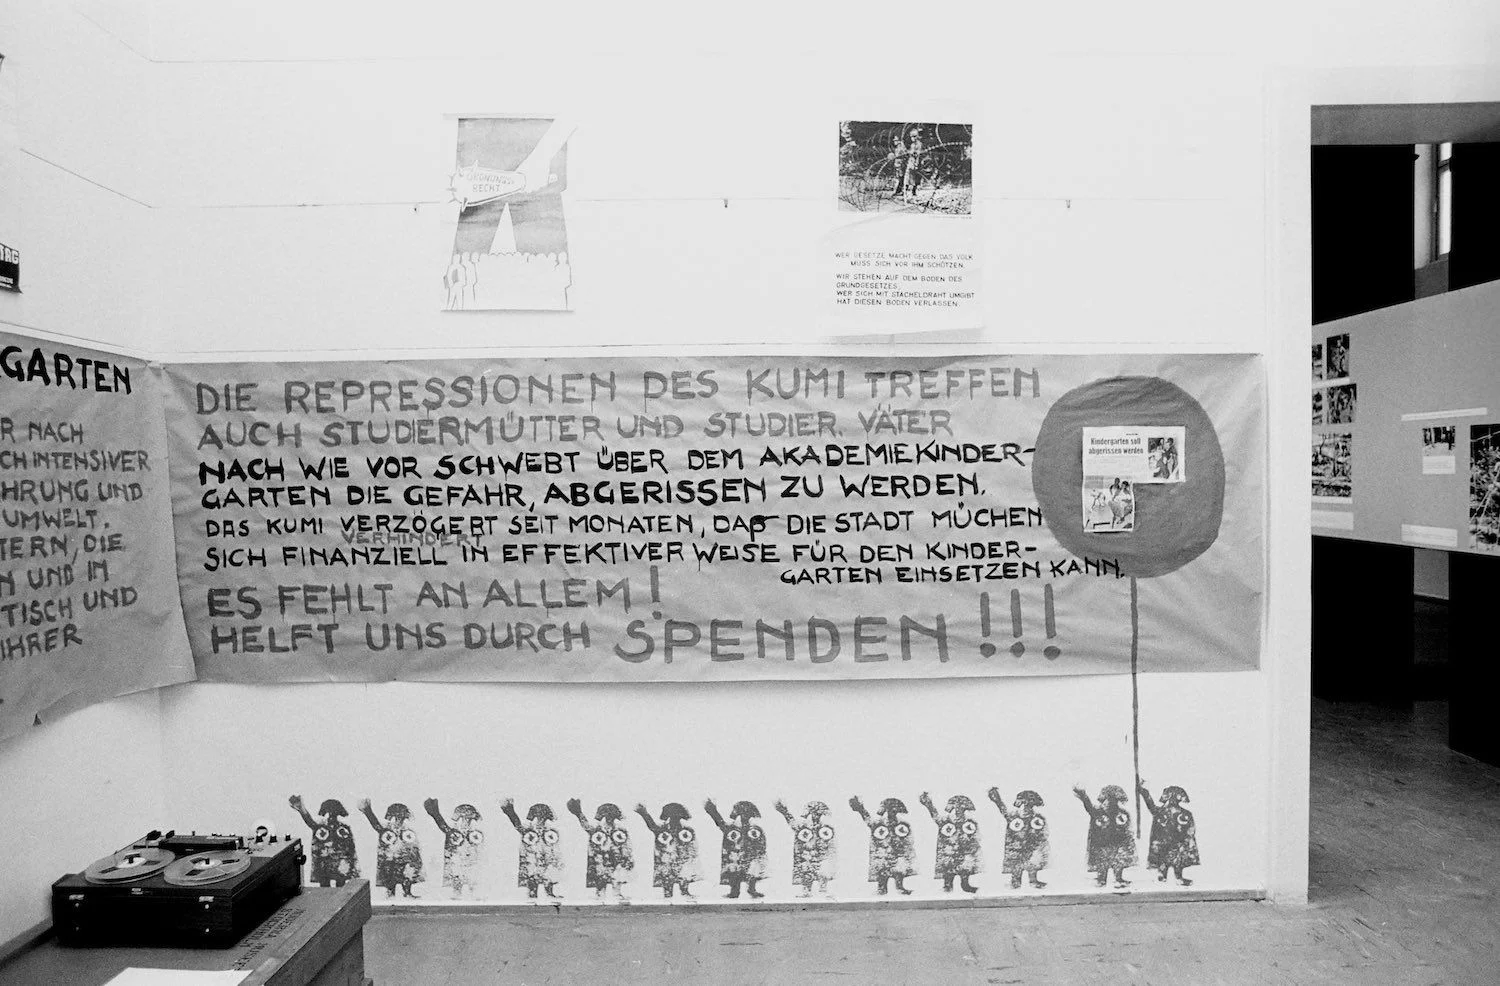 ORDNUNG
RECHT
WER GESETZE MACHT GEGEN DAS VOLK
MUSS SICH VOR IHM SCHÜTZEN.
WIR STEHEN AUF DEM BODEN DES
GRUNDGESETZES,
WER SICH MIT STACHELDRAHT UMGIBT
HAT DIESEN BODEN VERLASSEN.
TAG
GARTEN
R NACH
CH INTENSIVER
HRUNG UND
UMWELT.
TERN, DIE
N UND IN
TISCH UND
IHRER
DIE REPRESSIONEN DES KUMI TREFFEN
AUCH STUDIERMÜTTER UND STUDIER. VÄTER
NACH WIE VOR SCHWEBT ÜBER DEM AKADEMIEKINDER-
GARTEN DIE GEFAHR, ABGERISSEN ZU WERDEN.
DAS KUMI VERZÖGERT SEIT MONATEN, DAß DIE STADT MÜCHEN
VERHINDERT
SICH FINANZIELL IN EFFEKTIVER WEISE FÜR DEN KINDER-
GARTEN EINSETZEN KANN.
ES FEHLT AN ALLEM!
HELFT UNS DURCH SPENDEN!!!
Kindergarten soll
abgerissen werden